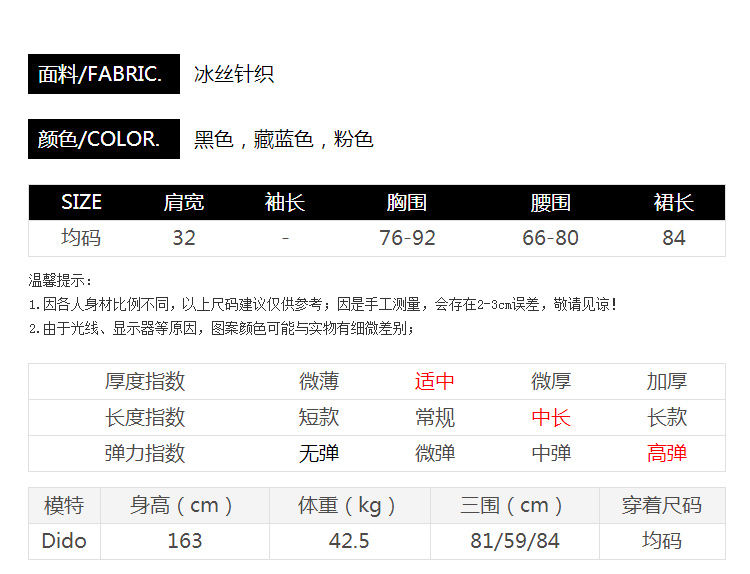 面料/FABRIC. 冰丝针织
颜色/COLOR. 黑色，藏蓝色，粉色
SIZE 肩宽 袖长 胸围 腰围 裙长
均码 32 - 76-92 66-80 84
温馨提示：
1.因各人身材比例不同，以上尺码建议仅供参考；因是手工测量，会存在2-3cm误差，敬请见谅！
2.由于光线、显示器等原因，图案颜色可能与实物有细微差别；
厚度指数 微薄 适中 微厚 加厚
长度指数 短款 常规 中长 长款
弹力指数 无弹 微弹 中弹 高弹
模特 身高（cm） 体重（kg） 三围（cm） 穿着尺码
Dido 163 42.5 81/59/84 均码